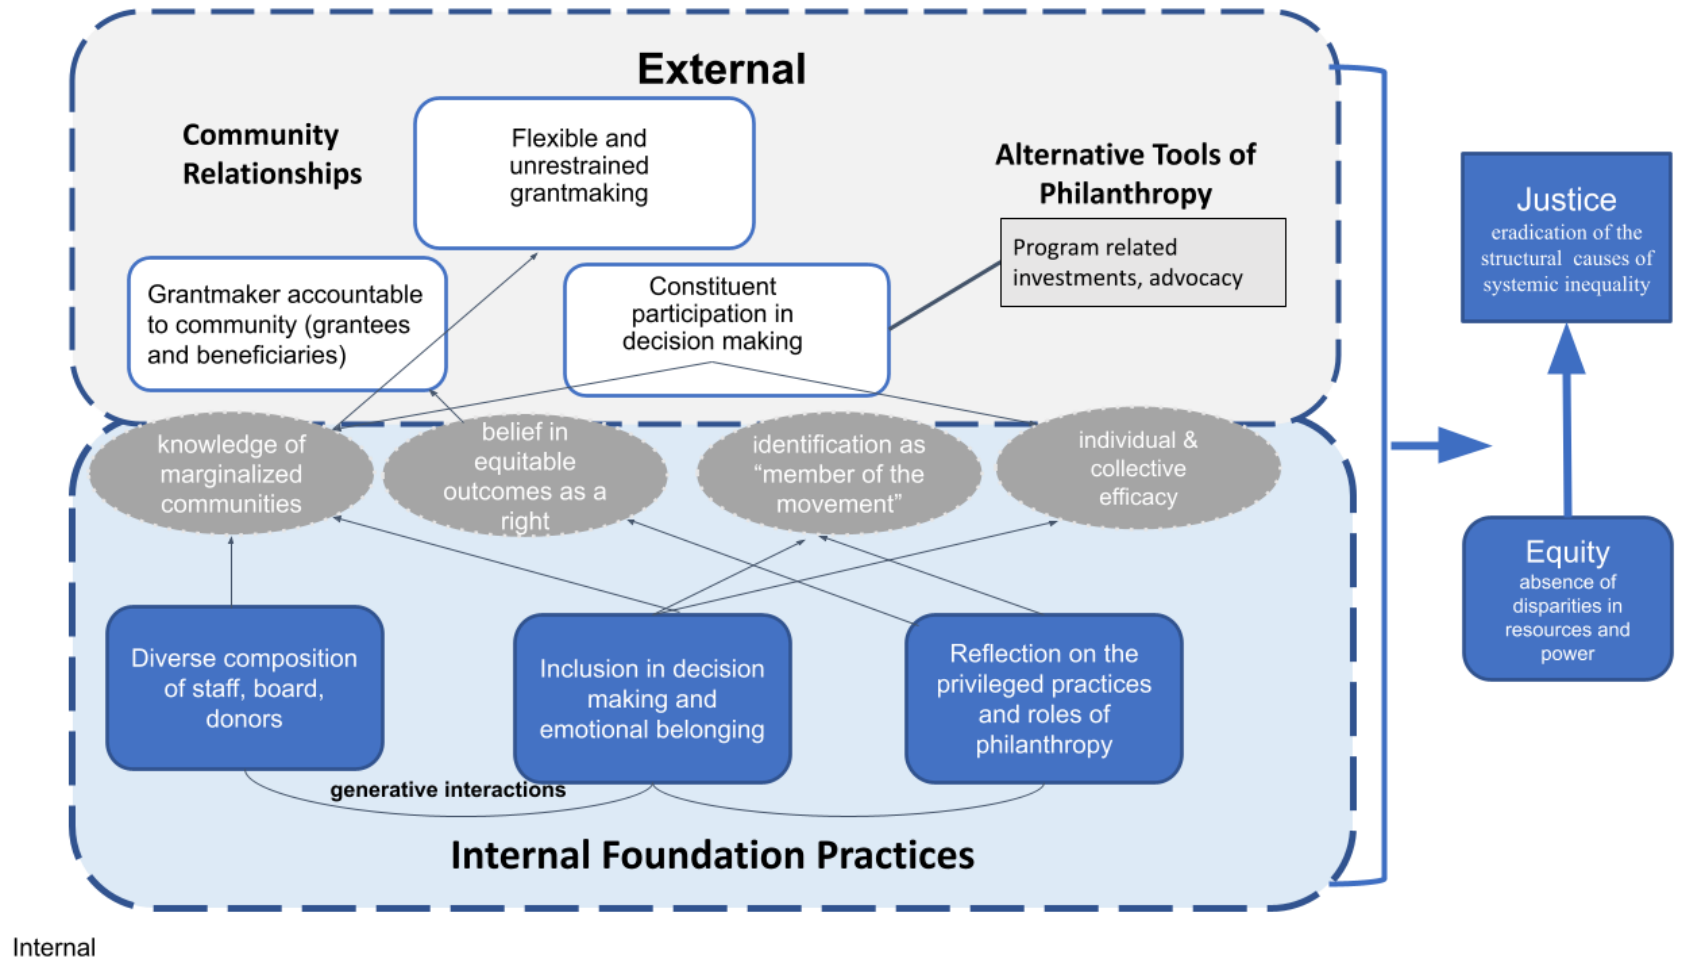 External
Community
Relationships
Flexible and
unrestrained
grantmaking
Alternative Tools of
Philanthropy
Program related
investments, advocacy
Grantmaker accountable
to community (grantees
and beneficiaries)
Constituent
participation in
decision making
knowledge of
marginalized
communities
belief in
equitable
outcomes as a
right
identification as
“member of the
movement”
individual &
collective
efficacy
Diverse composition
of staff, board,
donors
Inclusion in decision
making and
emotional belonging
Reflection on the
privileged practices
and roles of
philanthropy
generative interactions
Internal Foundation Practices
Justice
eradication of the
structural causes of
systemic inequality
Equity
absence of
disparities in
resources and
power
Internal